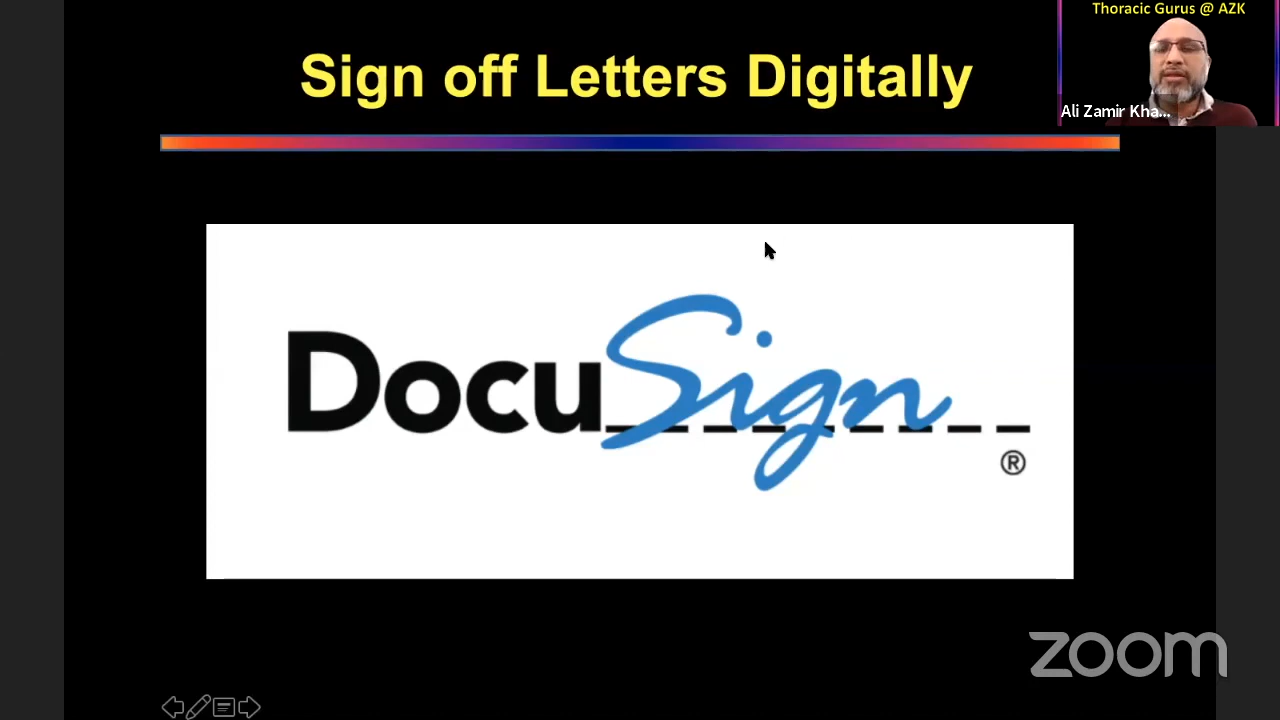 Thoracic Gurus @ AZK
Sign off Letters Digitally
Ali Zamir Kha...
DocuSign
®
zoom